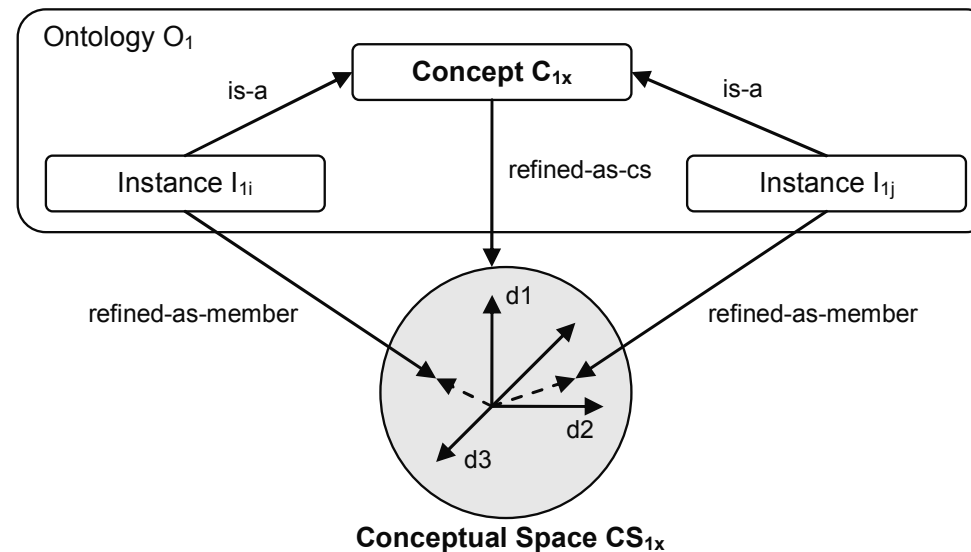 Ontology O₁
Concept C₁ₓ
is-a
is-a
Instance I₁ᵢ
refined-as-cs
Instance I₁ⱼ
refined-as-member
d1
refined-as-member
d2
d3
Conceptual Space CS₁ₓ